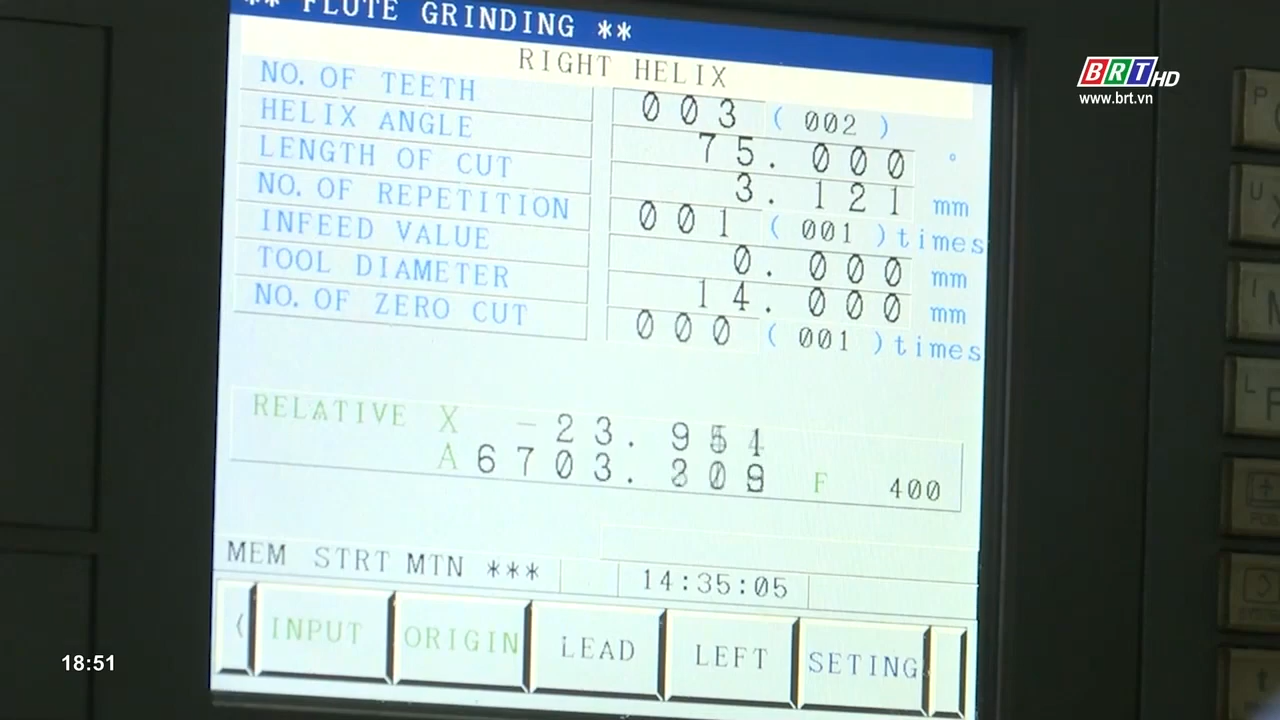 ** FLUTE GRINDING **
RIGHT HELIX
NO. OF TEETH 003 ( 002 )
HELIX ANGLE 75. 000 °
LENGTH OF CUT 3. 121 mm
NO. OF REPETITION 001 ( 001 ) times
INFEED VALUE 0. 000 mm
TOOL DIAMETER 14. 000 mm
NO. OF ZERO CUT 000 ( 001 ) times
RELATIVE X -23.
A 6703. F 400
MEM STRT MTN *** 14:35:05
( INPUT ORIGIN LEAD LEFT SETING
BRT HD
www.brt.vn
18:51